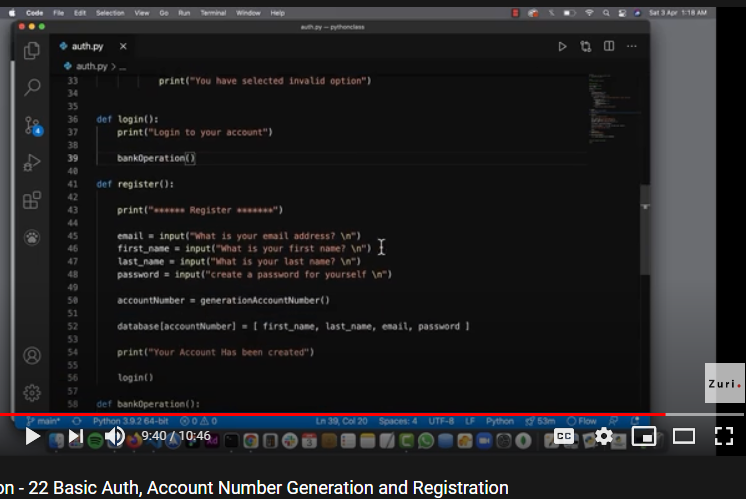 Code File Edit Selection View Go Run Terminal Window Help Sat 3 Apr 1:18 AM
auth.py — pythonclass
auth.py ×
auth.py > ...
33 print("You have selected invalid option")
34
35
36 def login():
37 print("Login to your account")
38
39 bankOperation()
40
41 def register():
42
43 print("****** Register *******")
44
45 email = input("What is your email address? \n")
46 first_name = input("What is your first name? \n")
47 last_name = input("What is your last name? \n")
48 password = input("create a password for yourself \n")
49
50 accountNumber = generationAccountNumber()
51
52 database[accountNumber] = [ first_name, last_name, email, password ]
53
54 print("Your Account Has been created")
55
56 login()
57
58 def bankOperation():
4
Zuri.
main* Python 3.9.2 64-bit 0 0 Ln 39, Col 20 Spaces: 4 UTF-8 LF Python 53m Flow
9:40 / 10:46
CC
on - 22 Basic Auth, Account Number Generation and Registration